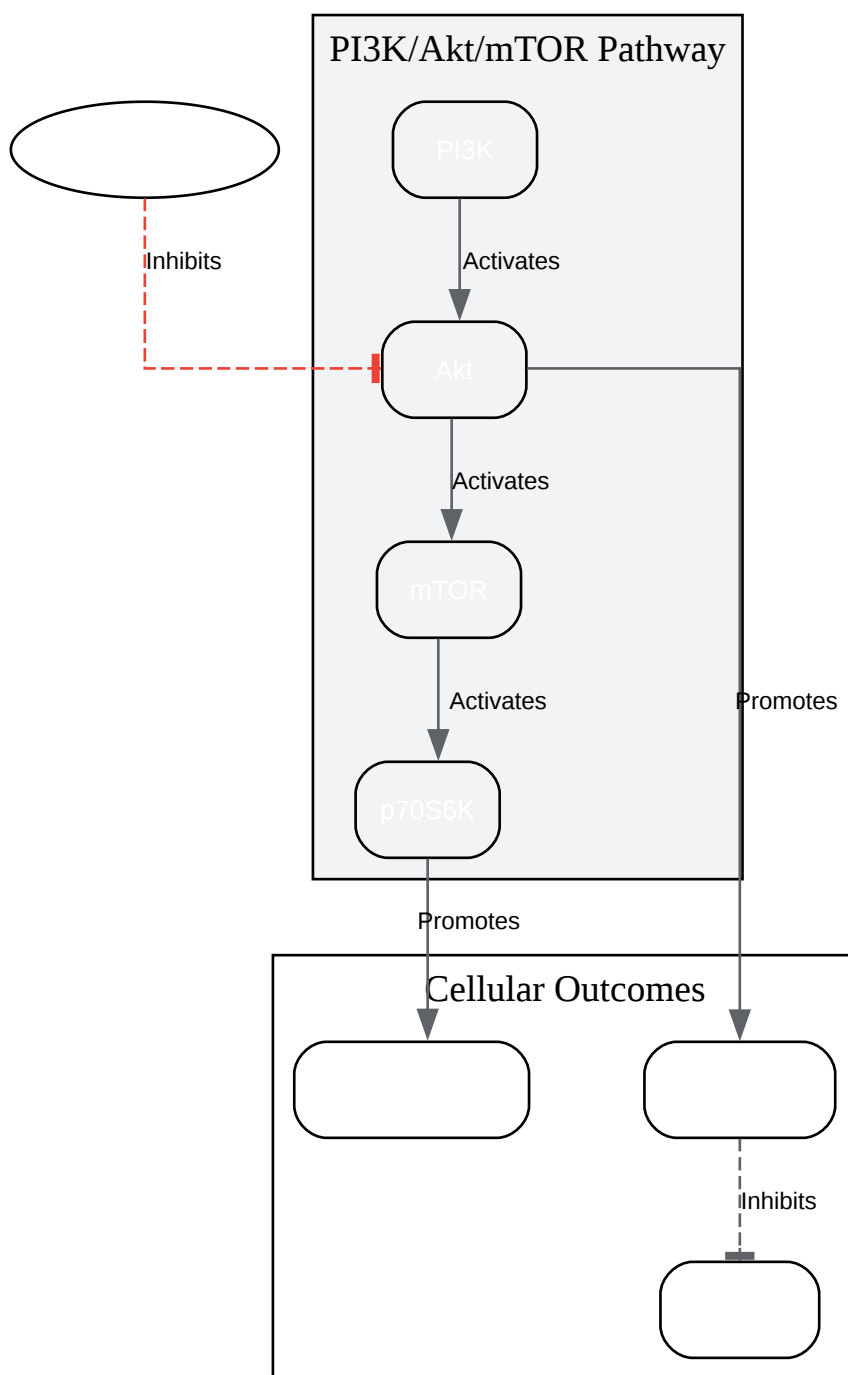 PI3K/Akt/mTOR Pathway
PI3K
Inhibits
Activates
Akt
Activates
mTOR
Activates
Promotes
p70S6K
Promotes
Cellular Outcomes
Inhibits